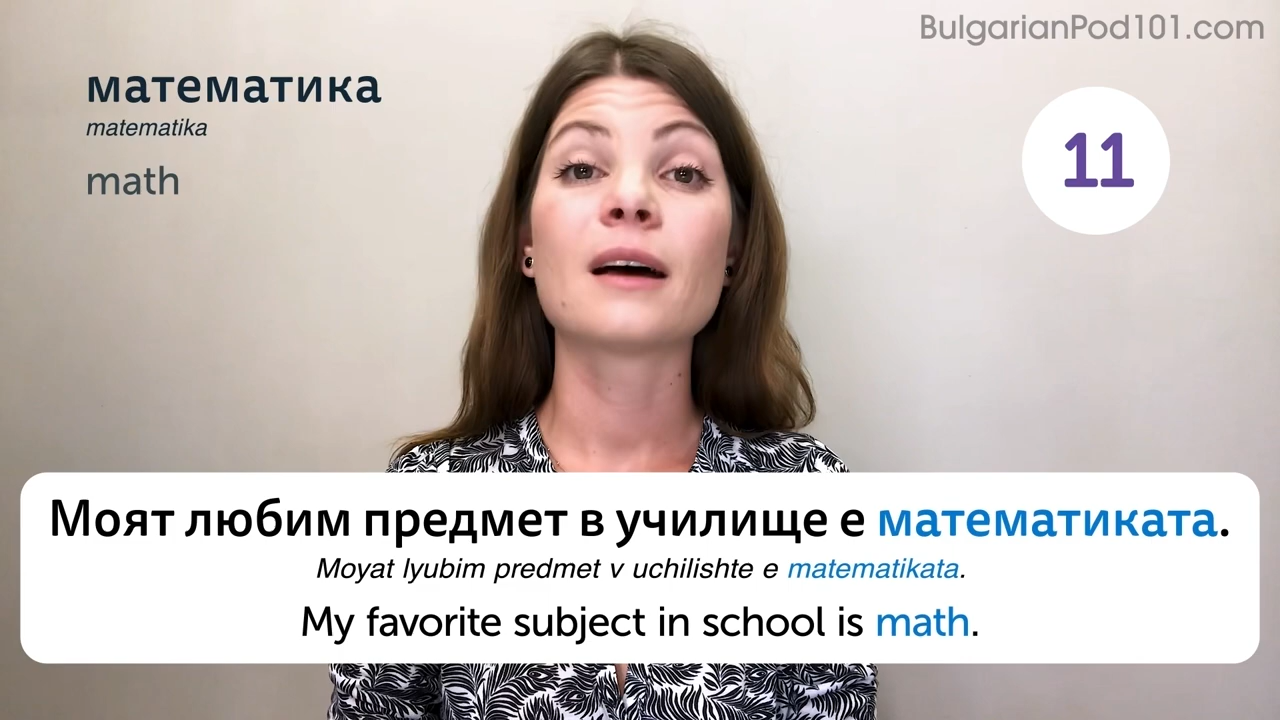 BulgarianPod101.com
математика
matematika
math
11
Моят любим предмет в училище е математиката.
Moyat lyubim predmet v uchilishte e matematikata.
My favorite subject in school is math.